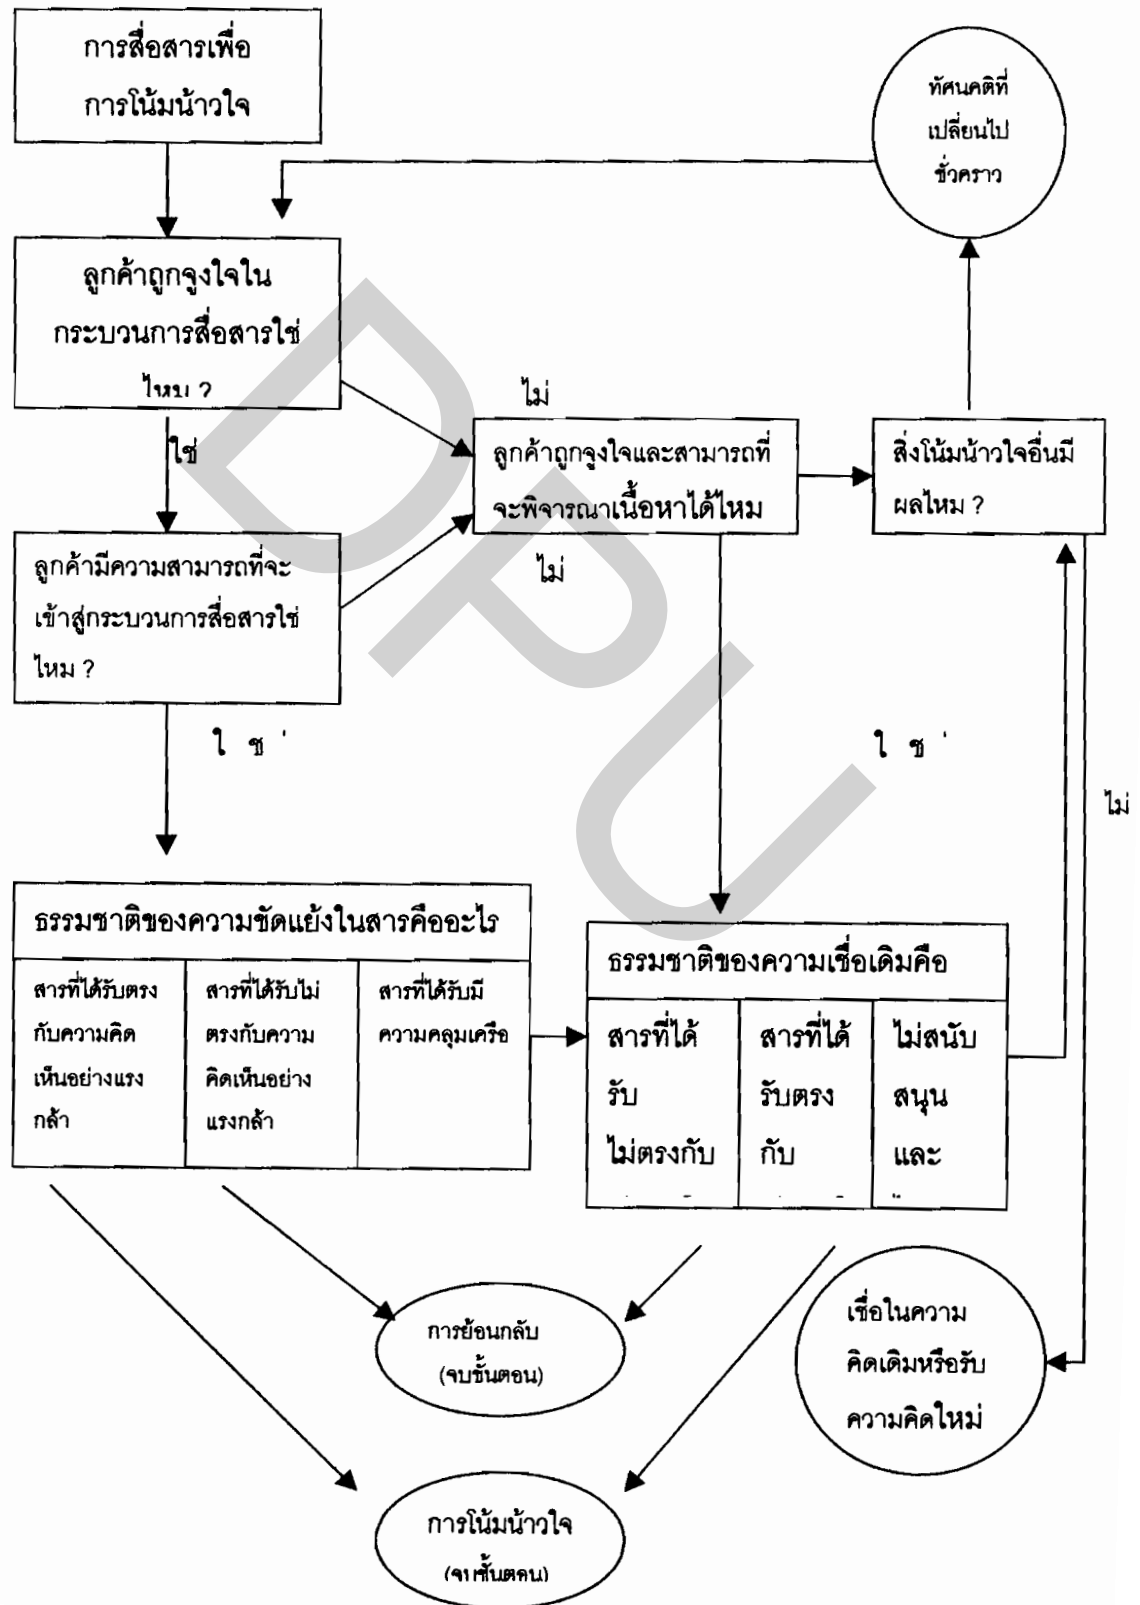 การสื่อสารเพื่อ
การโน้มน้าวใจ
ทัศนคติที่
เปลี่ยนไป
ชั่วคราว
ลูกค้าถูกจูงใจใน
กระบวนการสื่อสารใช่
ไหม ?
ไม่
ใช่
ลูกค้าถูกจูงใจและสามารถที่
จะพิจารณาเนื้อหาได้ไหม
สิ่งโน้มน้าวใจอื่นมี
ผลไหม ?
ลูกค้ามีความสามารถที่จะ
เข้าสู่กระบวนการสื่อสารใช่
ไหม ?
ไม่
ใ ช ่
ใ ช ่
ไม่
DPU
ธรรมชาติของความขัดแย้งในสารคืออะไร
สารที่ได้รับตรง
กับความคิด
เห็นอย่างแรง
กล้า
สารที่ได้รับไม่
ตรงกับความ
คิดเห็นอย่าง
แรงกล้า
สารที่ได้รับมี
ความคลุมเครือ
ธรรมชาติของความเชื่อเดิมคือ
สารที่ได้
รับ
ไม่ตรงกับ
สารที่ได้
รับตรง
กับ
ไม่สนับ
สนุน
และ
การย้อนกลับ
(จบขั้นตอน)
เชื่อในความ
คิดเดิมหรือรับ
ความคิดใหม่
การโน้มน้าวใจ
(จบขั้นตอน)